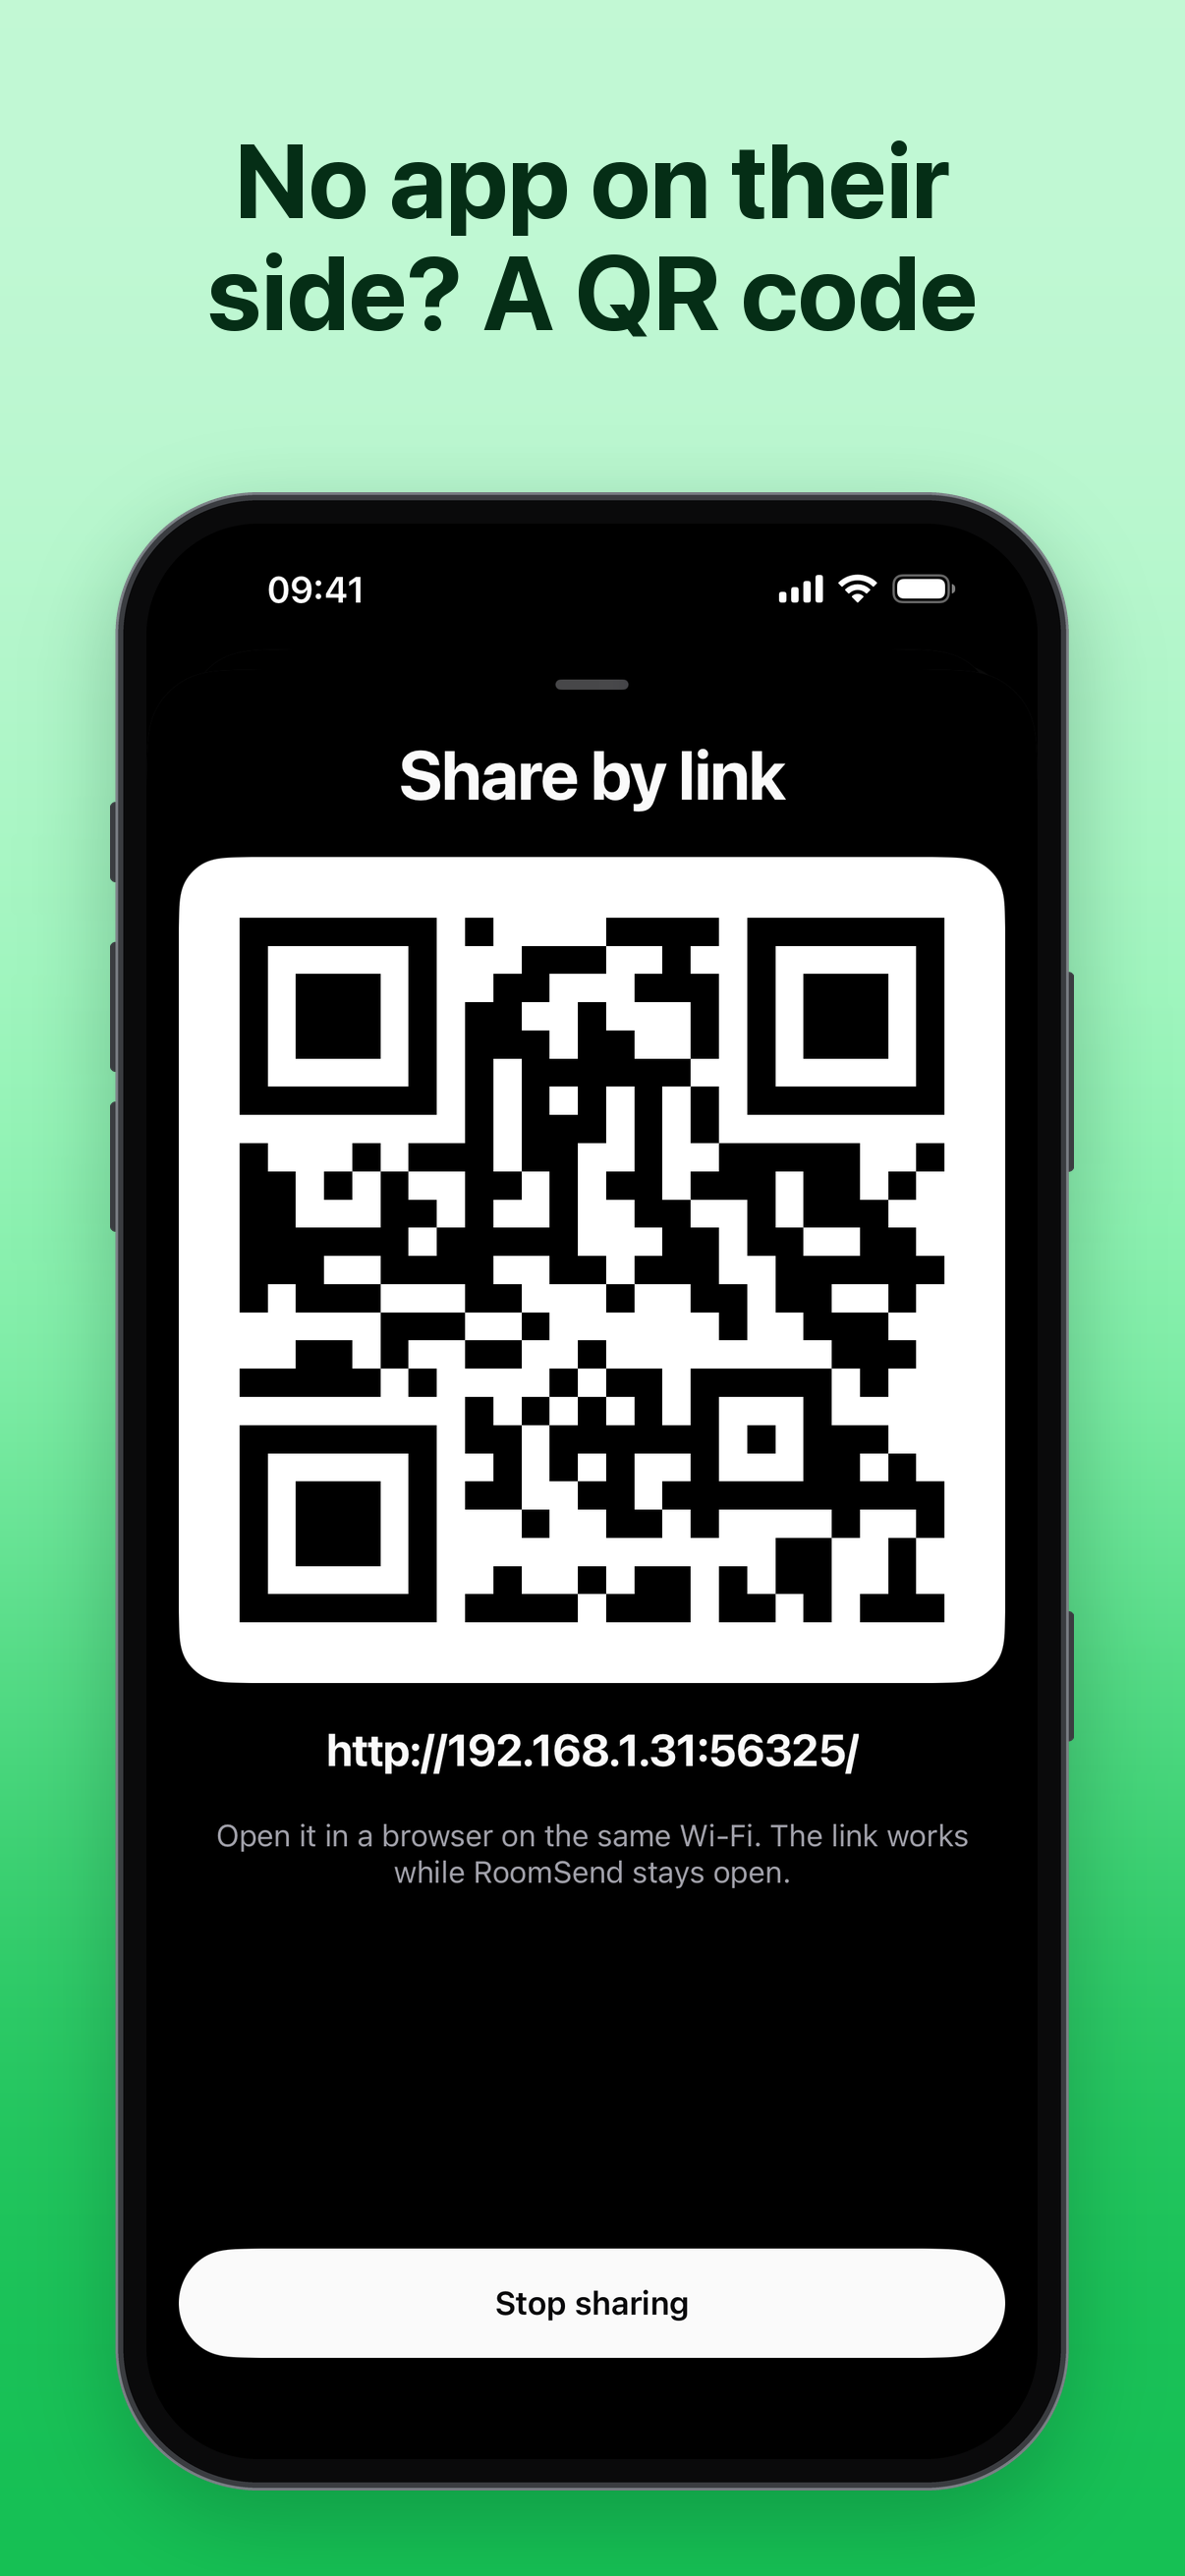 No app on their
side? A QR code
09:41
Share by link
http://192.168.1.31:56325/
Open it in a browser on the same Wi-Fi. The link works
while RoomSend stays open.
Stop sharing